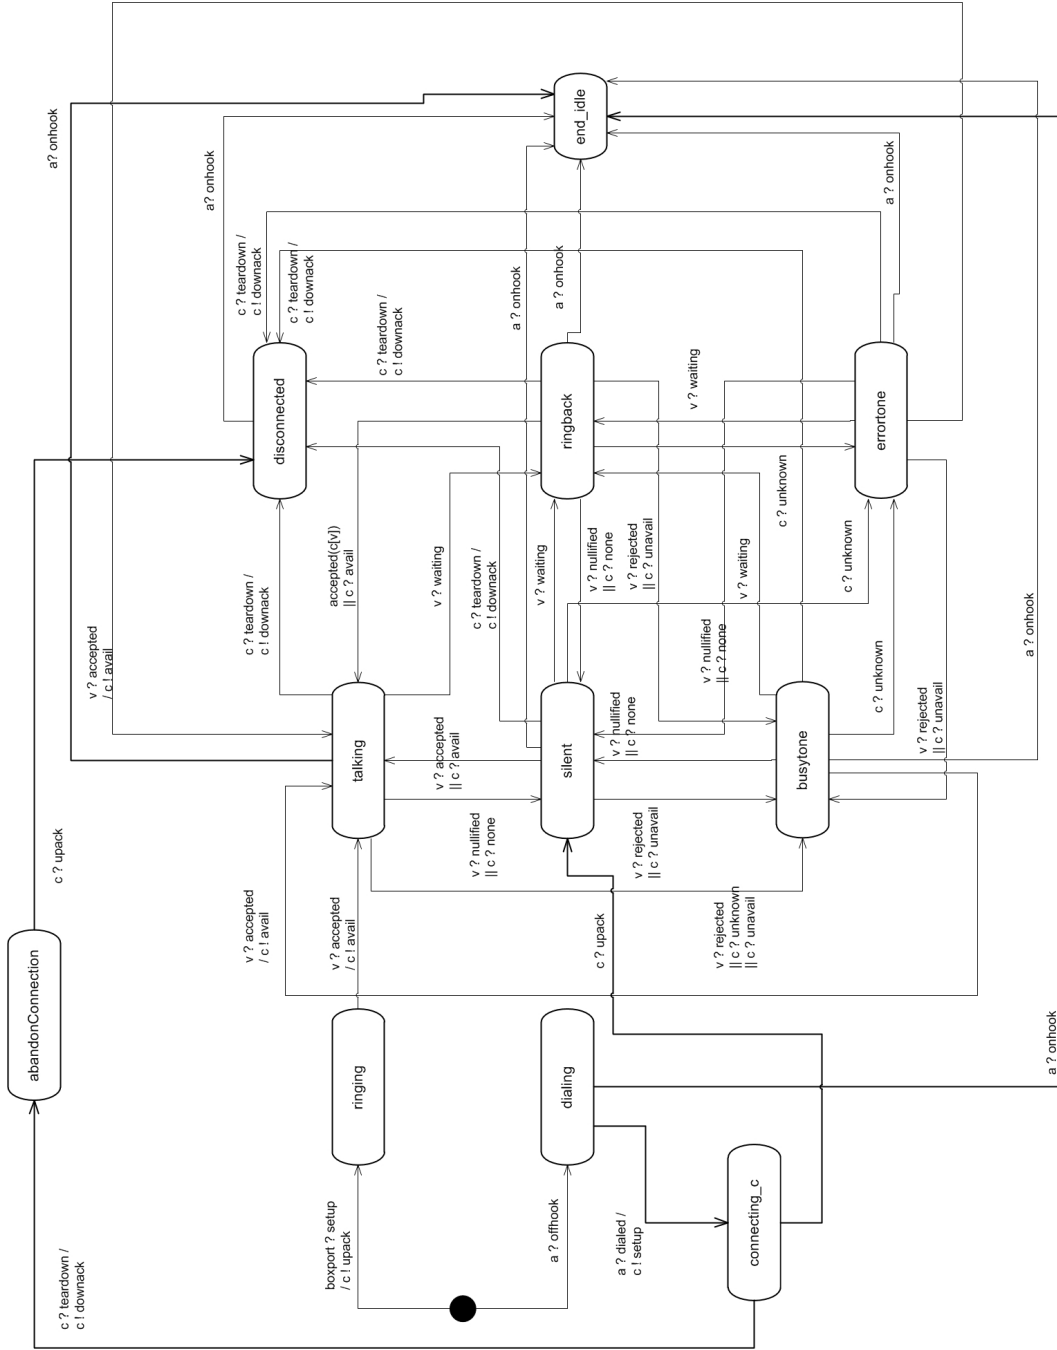 c ? teardown /
c ! downack
boxport ? setup
/ c ! upack
a ? offhook
a ? dialed /
c ! setup
connecting_c
abandonConnection
ringing
dialing
a ? onhook
c ? upack
v ? accepted
/ c ! avail
v ? accepted
/ c ! avail
c ? upack
v ? rejected
|| c ? unknown
|| c ? unavail
v ? nullified
|| c ? none
v ? rejected
|| c ? unavail
talking
silent
busytone
v ? accepted
|| c ? avail
v ? nullified
|| c ? none
v ? rejected
|| c ? unavail
v ? accepted
/ c ! avail
c ? teardown /
c ! downack
v ? waiting
c ? teardown /
c ! downack
v ? waiting
v ? nullified
|| c ? none
c ? unknown
a ? onhook
accepted(c[v])
|| c ? avail
v ? nullified
|| c ? none
v ? rejected
|| c ? unavail
v ? waiting
c ? unknown
c ? unknown
disconnected
ringback
errortone
c ? teardown /
c ! downack
v ? waiting
c ? teardown /
c ! downack
c ? teardown /
c ! downack
a ? onhook
a ? onhook
a? onhook
a? onhook
a ? onhook
end_idle